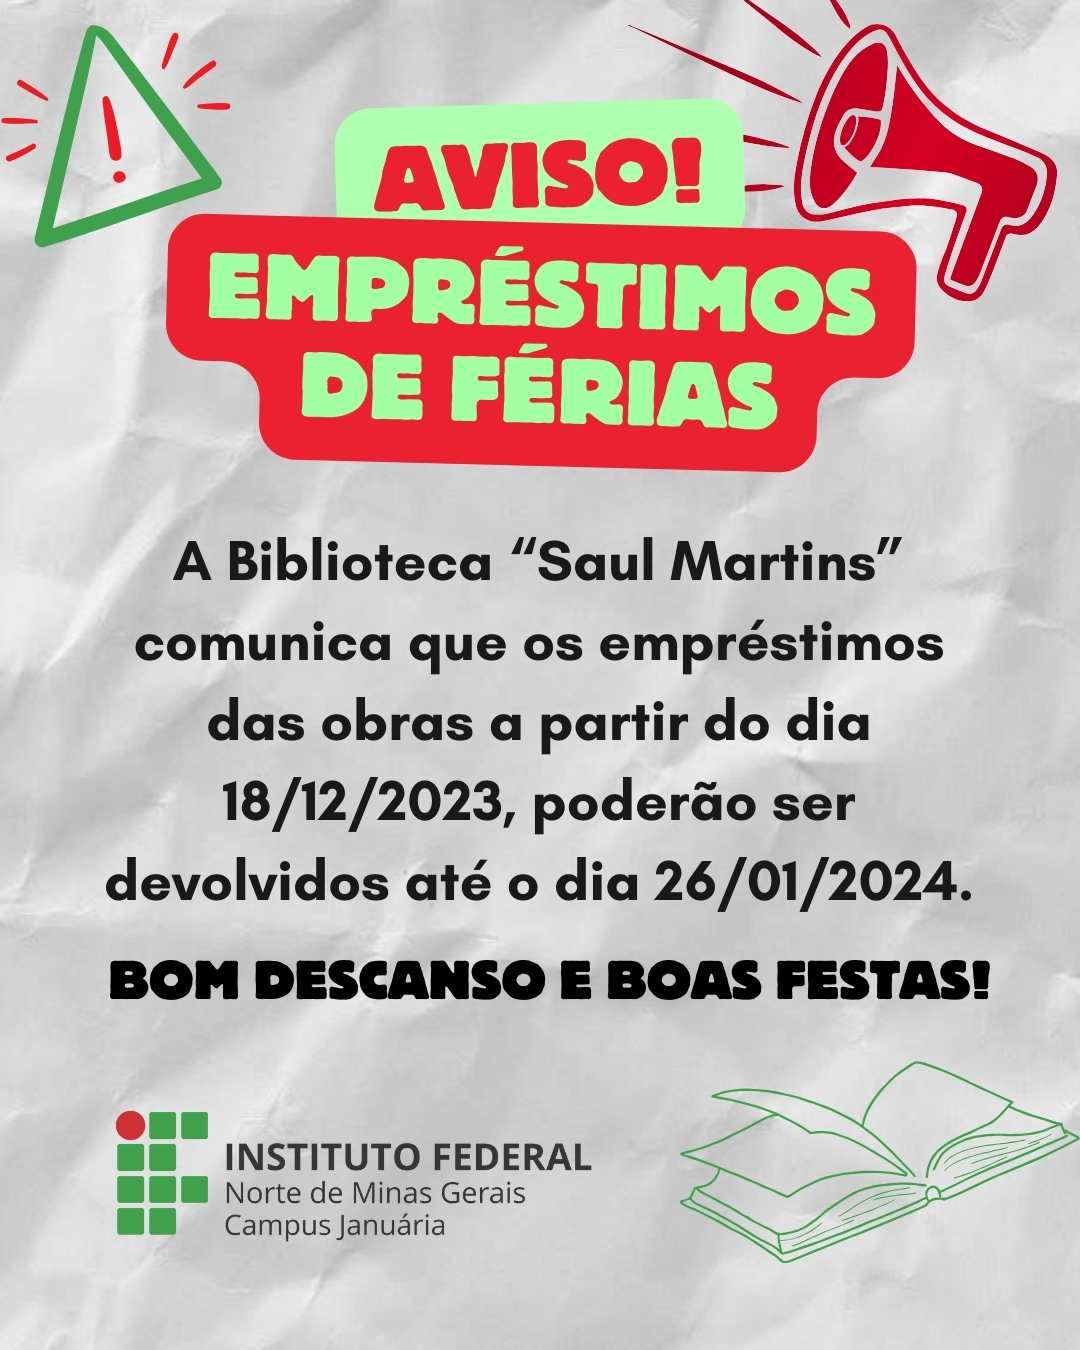 AVISO!
EMPRÉSTIMOS
DE FÉRIAS
A Biblioteca “Saul Martins”
comunica que os empréstimos
das obras a partir do dia
18/12/2023, poderão ser
devolvidos até o dia 26/01/2024.
BOM DESCANSO E BOAS FESTAS!
INSTITUTO FEDERAL
Norte de Minas Gerais
Campus Januária